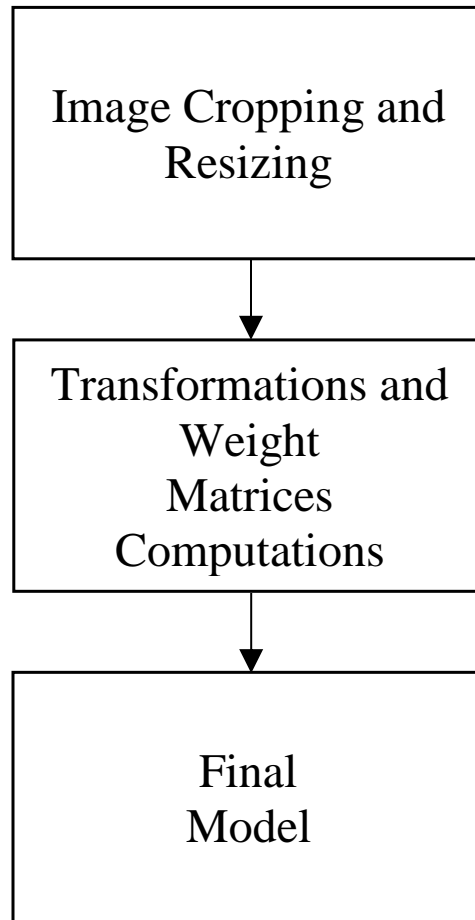 Image Cropping and
Resizing
Transformations and
Weight
Matrices
Computations
Final
Model